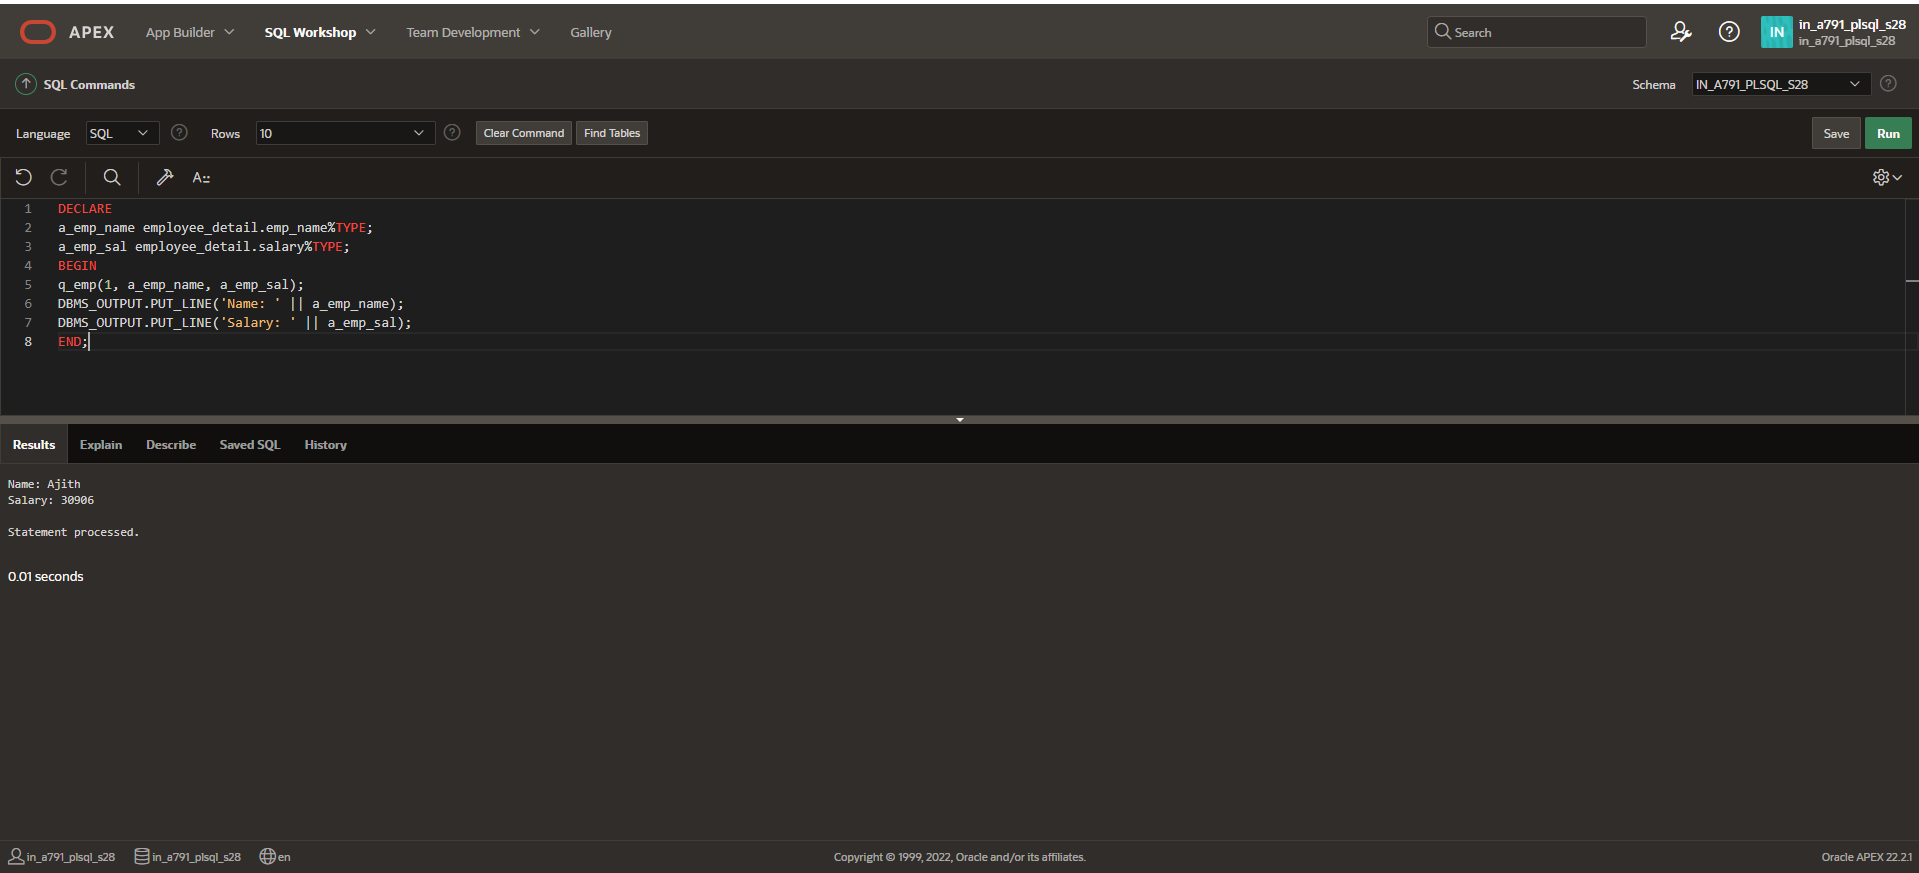 APEX App Builder SQL Workshop Team Development Gallery Search IN in_a791_plsql_s28
in_a791_plsql_s28
SQL Commands Schema IN_A791_PLSQL_S28
Language SQL Rows 10 Clear Command Find Tables Save Run
A
1 DECLARE
2 a_emp_name employee_detail.emp_name%TYPE;
3 a_emp_sal employee_detail.salary%TYPE;
4 BEGIN
5 q_emp(1, a_emp_name, a_emp_sal);
6 DBMS_OUTPUT.PUT_LINE('Name: ' || a_emp_name);
7 DBMS_OUTPUT.PUT_LINE('Salary: ' || a_emp_sal);
8 END;
Results Explain Describe Saved SQL History
Name: Ajith
Salary: 30906
Statement processed.
0.01 seconds
in_a791_plsql_s28 in_a791_plsql_s28 en Copyright © 1999, 2022, Oracle and/or its affiliates. Oracle APEX 22.2.1